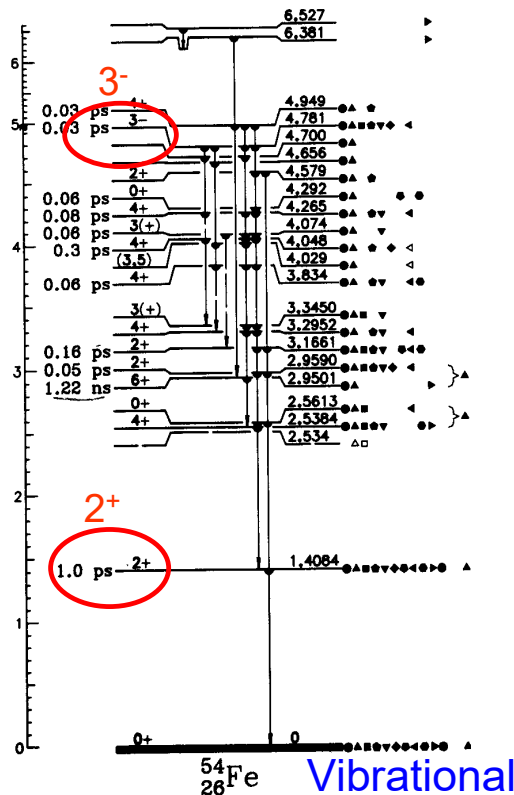 6.527
6.381
6
3-
0.03 ps 4+ 4.949
5 0.03 ps 3- 4.781
4.700
4.656
2+ 4.579
0.06 ps 0+ 4.292
0.08 ps 4+ 4.265
0.06 ps 3(+) 4.074
4 0.3 ps 4+ 4.048
(3,5) 4.029
0.06 ps 4+ 3.834
3(+) 3.3450
4+ 3.2952
0.16 ps 2+ 3.1661
3 0.05 ps 2+ 2.9590
1.22 ns 6+ 2.9501
0+ 2.5613
4+ 2.5384
2.534
2
2+
1.0 ps 2+ 1.4084
1
0 0+ 0
54
26 Fe
Vibrational